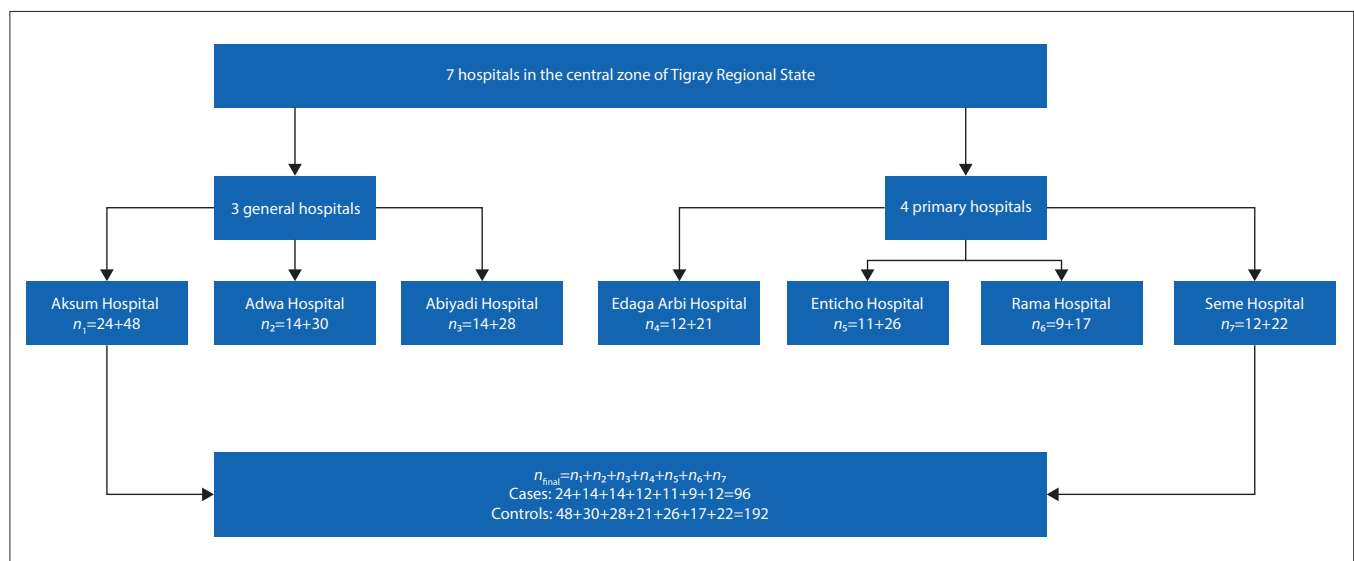 7 hospitals in the central zone of Tigray Regional State
3 general hospitals
4 primary hospitals
Aksum Hospital
n₁=24+48
Adwa Hospital
n₂=14+30
Abiyadi Hospital
n₃=14+28
Edaga Arbi Hospital
n₄=12+21
Enticho Hospital
n₅=11+26
Rama Hospital
n₆=9+17
Seme Hospital
n₇=12+22
n_final=n₁+n₂+n₃+n₄+n₅+n₆+n₇
Cases: 24+14+14+12+11+9+12=96
Controls: 48+30+28+21+26+17+22=192